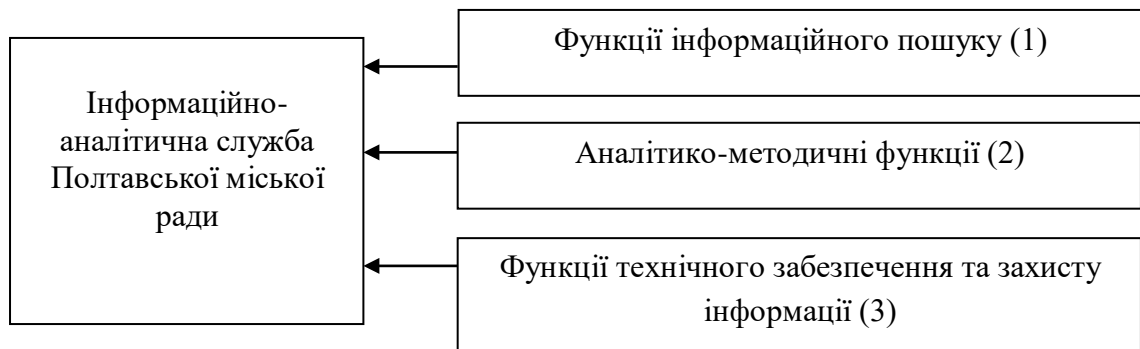 Інформаційно-
аналітична служба
Полтавської міської
ради
Функції інформаційного пошуку (1)
Аналітико-методичні функції (2)
Функції технічного забезпечення та захисту
інформації (3)